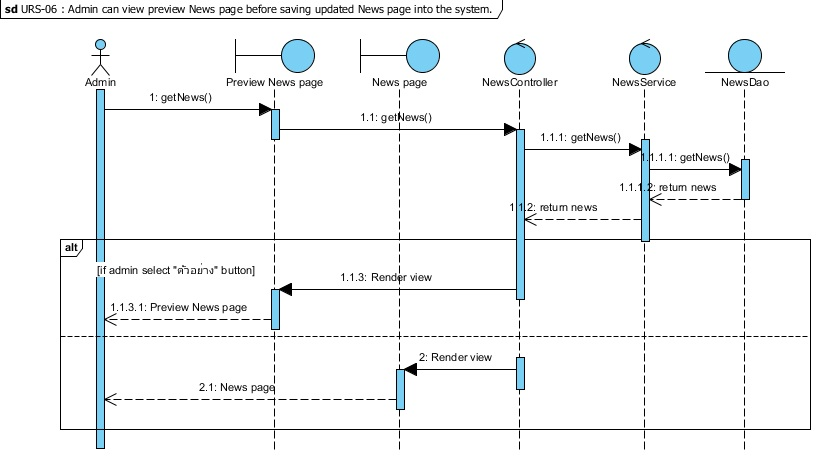 sd URS-06 : Admin can view preview News page before saving updated News page into the system.
Admin
Preview News page
News page
NewsController
NewsService
NewsDao
1: getNews()
1.1: getNews()
1.1.1: getNews()
1.1.1.1: getNews()
1.1.1.2: return news
1.1.2: return news
alt
[if admin select "ตัวอย่าง" button]
1.1.3: Render view
1.1.3.1: Preview News page
2: Render view
2.1: News page